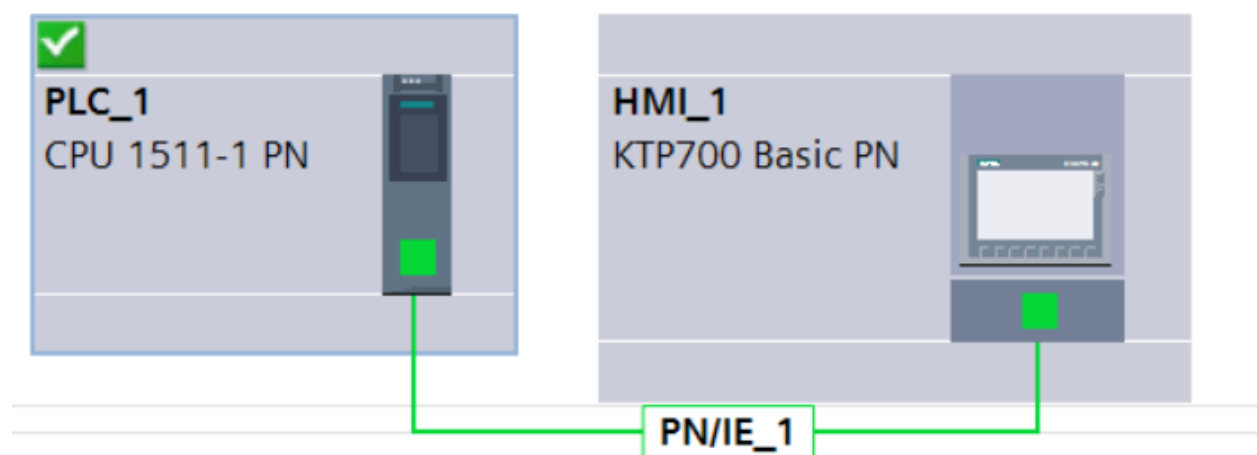 PLC_1
CPU 1511-1 PN
HMI_1
KTP700 Basic PN
PN/IE_1